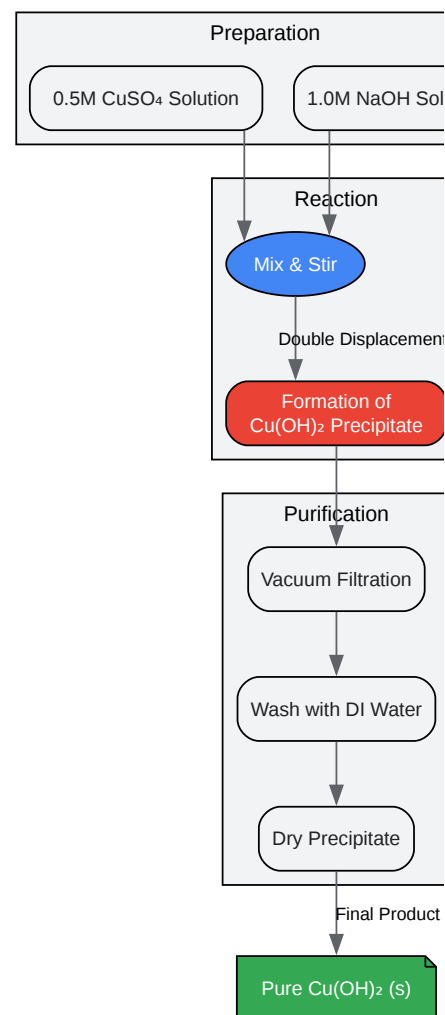 Preparation
0.5M CuSO₄ Solution
1.0M NaOH Sol
Reaction
Mix & Stir
Double Displacement
Formation of
Cu(OH)₂ Precipitate
Purification
Vacuum Filtration
Wash with DI Water
Dry Precipitate
Final Product
Pure Cu(OH)₂ (s)